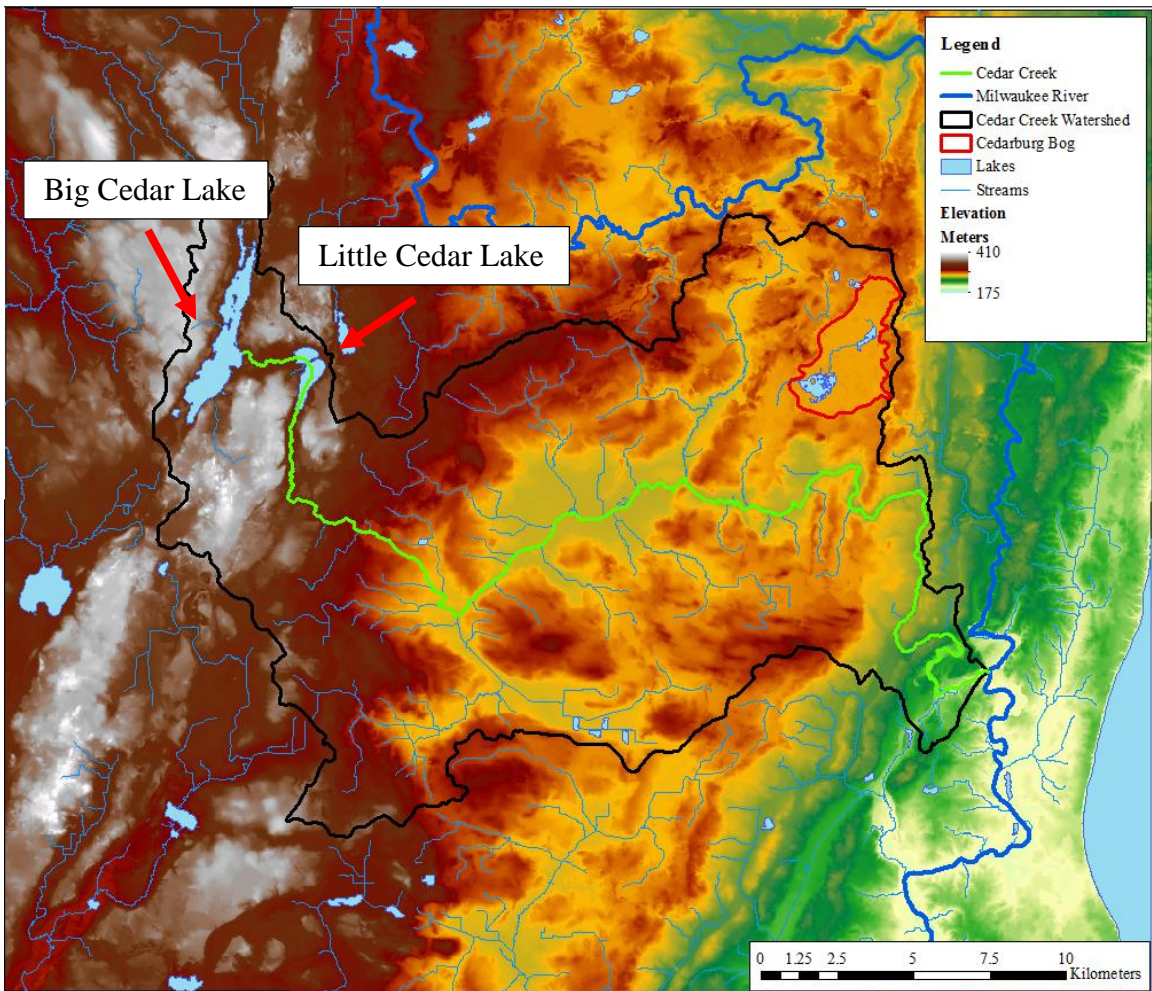 Big Cedar Lake
Little Cedar Lake
Legend
Cedar Creek
Milwaukee River
Cedar Creek Watershed
Cedarburg Bog
Lakes
Streams
Elevation
Meters
410
175
0 1.25 2.5 5 7.5 10
Kilometers